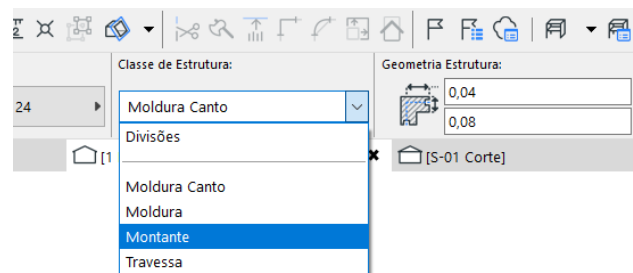 Classe de Estrutura:
Geometria Estrutura:
24
Moldura Canto
0,04
0,08
Divisões
[1
[S-01 Corte]
Moldura Canto
Moldura
Montante
Travessa